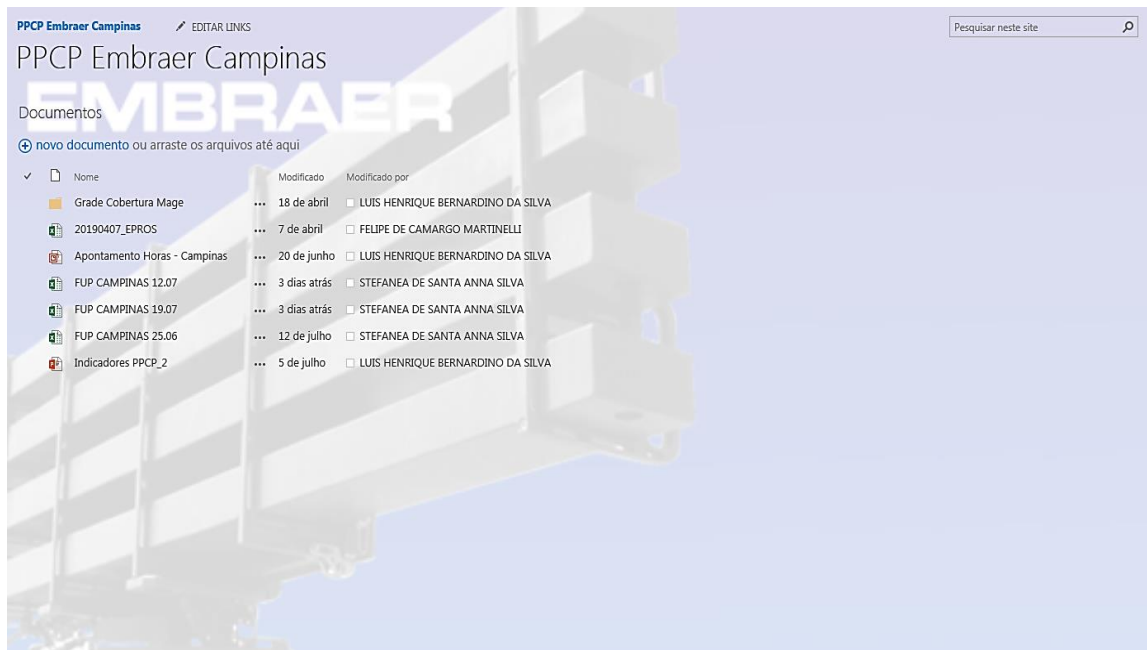 PPCP Embraer Campinas EDITAR LINKS Pesquisar neste site
PPCP Embraer Campinas
EMBRAER
Documentos
novo documento ou arraste os arquivos até aqui
Nome Modificado Modificado por
Grade Cobertura Mage ... 18 de abril LUIS HENRIQUE BERNARDINO DA SILVA
20190407_EPROS ... 7 de abril FELIPE DE CAMARGO MARTINELLI
Apontamento Horas - Campinas ... 20 de junho LUIS HENRIQUE BERNARDINO DA SILVA
FUP CAMPINAS 12.07 ... 3 dias atrás STEFANEA DE SANTA ANNA SILVA
FUP CAMPINAS 19.07 ... 3 dias atrás STEFANEA DE SANTA ANNA SILVA
FUP CAMPINAS 25.06 ... 12 de julho STEFANEA DE SANTA ANNA SILVA
Indicadores PPCP_2 ... 5 de julho LUIS HENRIQUE BERNARDINO DA SILVA